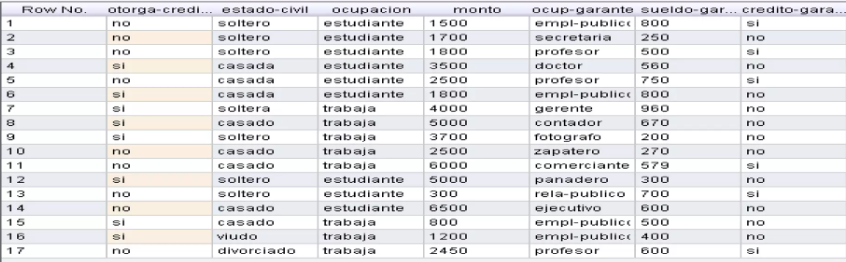 Row No. otorga-credi... estado-civil ocupacion monto ocup-garante sueldo-gar... credito-gara...
1 no soltero estudiante 1500 empl-public 800 si
2 no soltero estudiante 1700 secretaria 250 no
3 no soltero estudiante 1800 profesor 500 si
4 si casada estudiante 3500 doctor 560 no
5 no casada estudiante 2500 profesor 750 si
6 si casada estudiante 1800 empl-public 800 no
7 si soltera trabaja 4000 gerente 960 no
8 si casado trabaja 5000 contador 670 no
9 si soltero trabaja 3700 fotografo 200 no
10 no casado trabaja 2500 zapatero 270 no
11 no casado trabaja 6000 comerciante 579 si
12 si soltero estudiante 5000 panadero 300 no
13 no soltero estudiante 300 rela-publico 700 si
14 no casado estudiante 6500 ejecutivo 600 no
15 si casado trabaja 800 empl-public 500 no
16 si viudo trabaja 1200 empl-public 400 no
17 no divorciado trabaja 2450 profesor 600 si